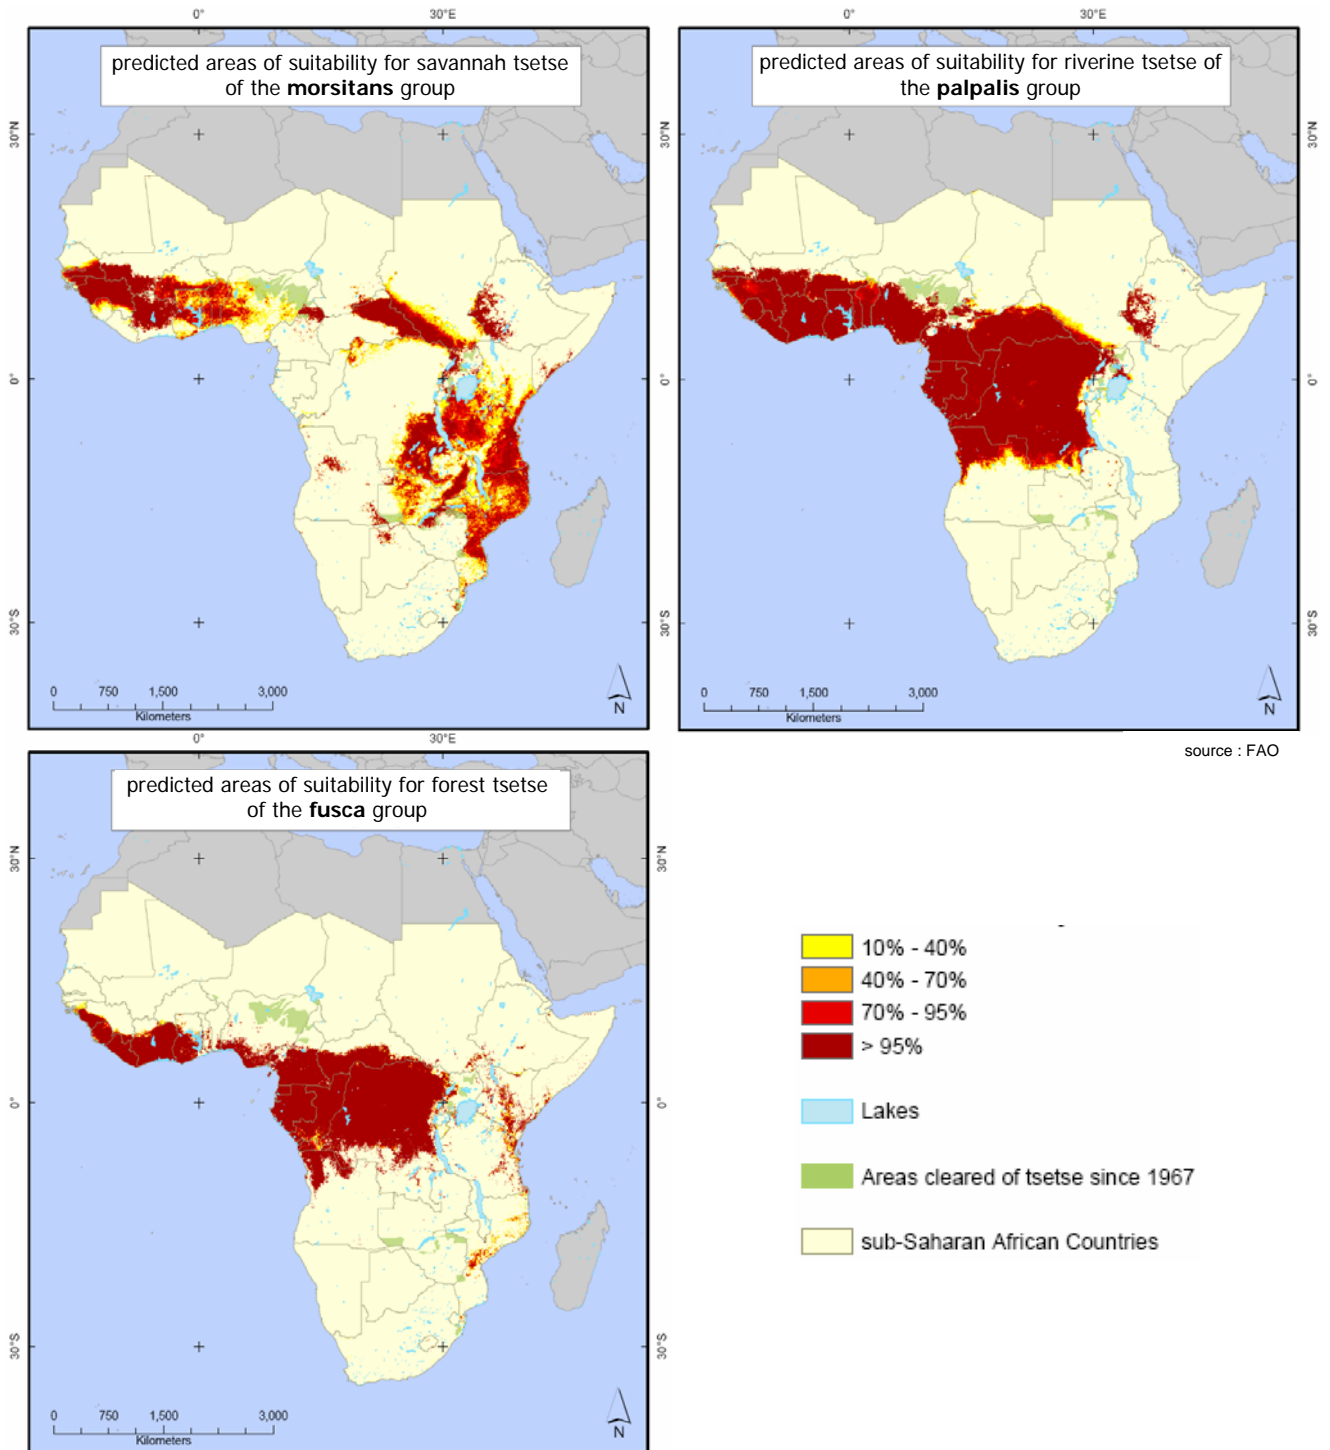 0° 30°E
predicted areas of suitability for savannah tsetse
of the morsitans group
30°N
0°
30°S
0 750 1,500 3,000
Kilometers
N
0° 30°E
predicted areas of suitability for riverine tsetse of
the palpalis group
30°N
0°
30°S
0 750 1,500 3,000
Kilometers
N
source : FAO
0° 30°E
predicted areas of suitability for forest tsetse
of the fusca group
30°N
0°
30°S
30°N
0°
30°S
0 750 1,500 3,000
Kilometers
N
10% - 40%
40% - 70%
70% - 95%
> 95%
Lakes
Areas cleared of tsetse since 1967
sub-Saharan African Countries